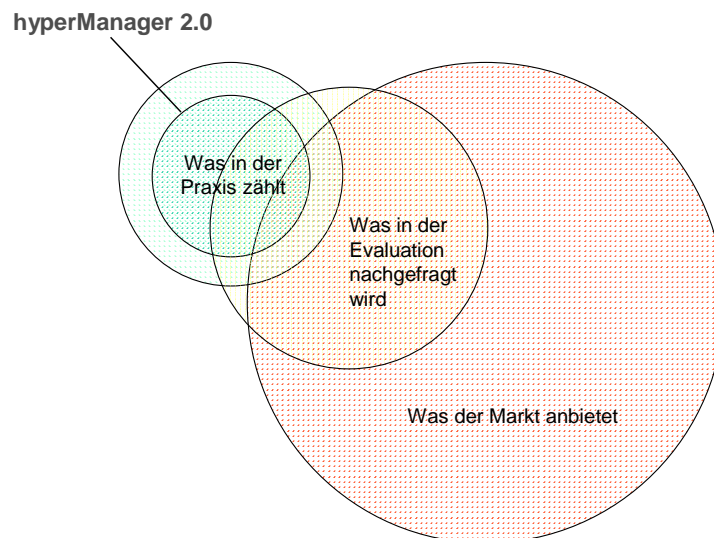 hyperManager 2.0
Was in der
Praxis zählt
Was in der
Evaluation
nachgefragt
wird
Was der Markt anbietet